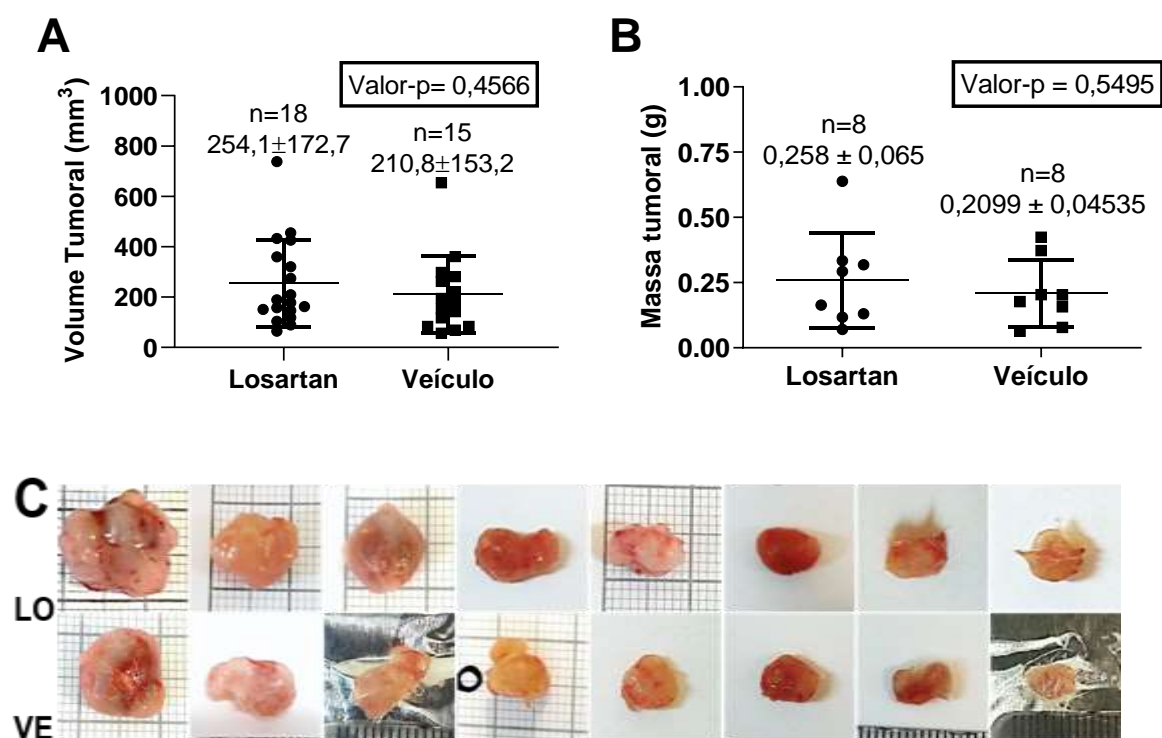 A
Valor-p= 0,4566
Volume Tumoral (mm³)
1000
800
600
400
200
0
n=18
254,1±172,7
n=15
210,8±153,2
Losartan
Veículo
B
Valor-p = 0,5495
Massa tumoral (g)
1.00
0.75
0.50
0.25
0.00
n=8
0,258 ± 0,065
n=8
0,2099 ± 0,04535
Losartan
Veículo
C
LO
VE